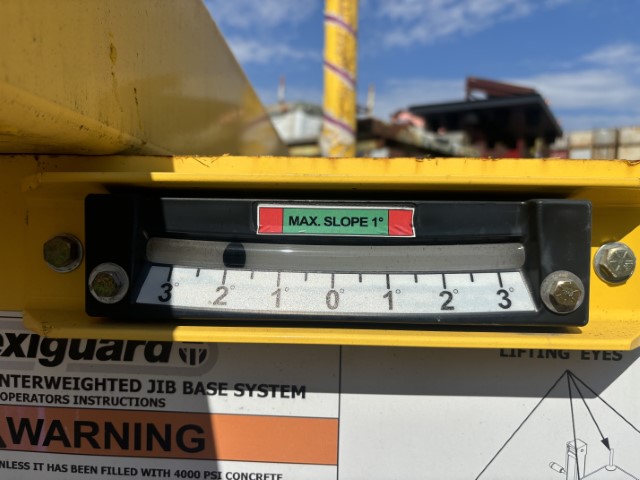 MAX. SLOPE 1°
3° 2° 1° 0° 1° 2° 3°
exiguard
NTERWEIGHTED JIB BASE SYSTEM
OPERATORS INSTRUCTIONS
WARNING
NLESS IT HAS BEEN FILLED WITH 4000 PSI CONCRETE
LIFTING EYES